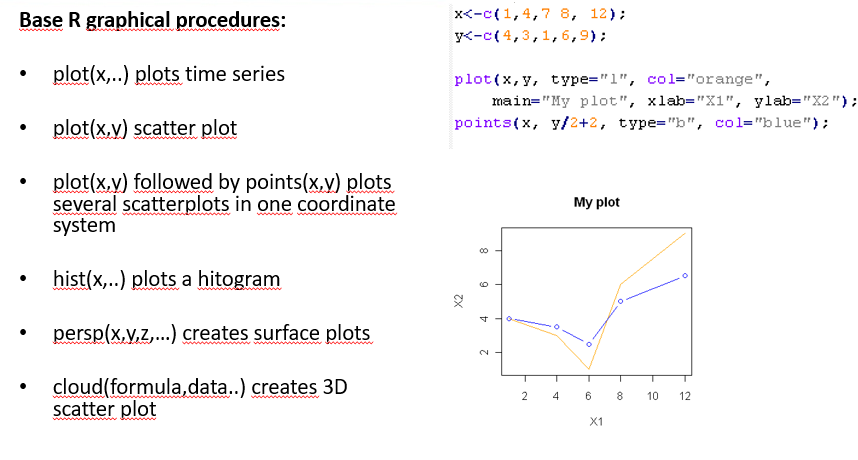 Base R graphical procedures:
• plot(x,..) plots time series
• plot(x,y) scatter plot
• plot(x,y) followed by points(x,y) plots
several scatterplots in one coordinate
system
• hist(x,..) plots a hitogram
• persp(x,y,z,...) creates surface plots
• cloud(formula,data..) creates 3D
scatter plot
x<-c(1,4,7 8, 12);
y<-c(4,3,1,6,9);
plot(x,y, type="l", col="orange",
main="My plot", xlab="X1", ylab="X2");
points(x, y/2+2, type="b", col="blue");
My plot
8
6
4
2
X2
2 4 6 8 10 12
X1